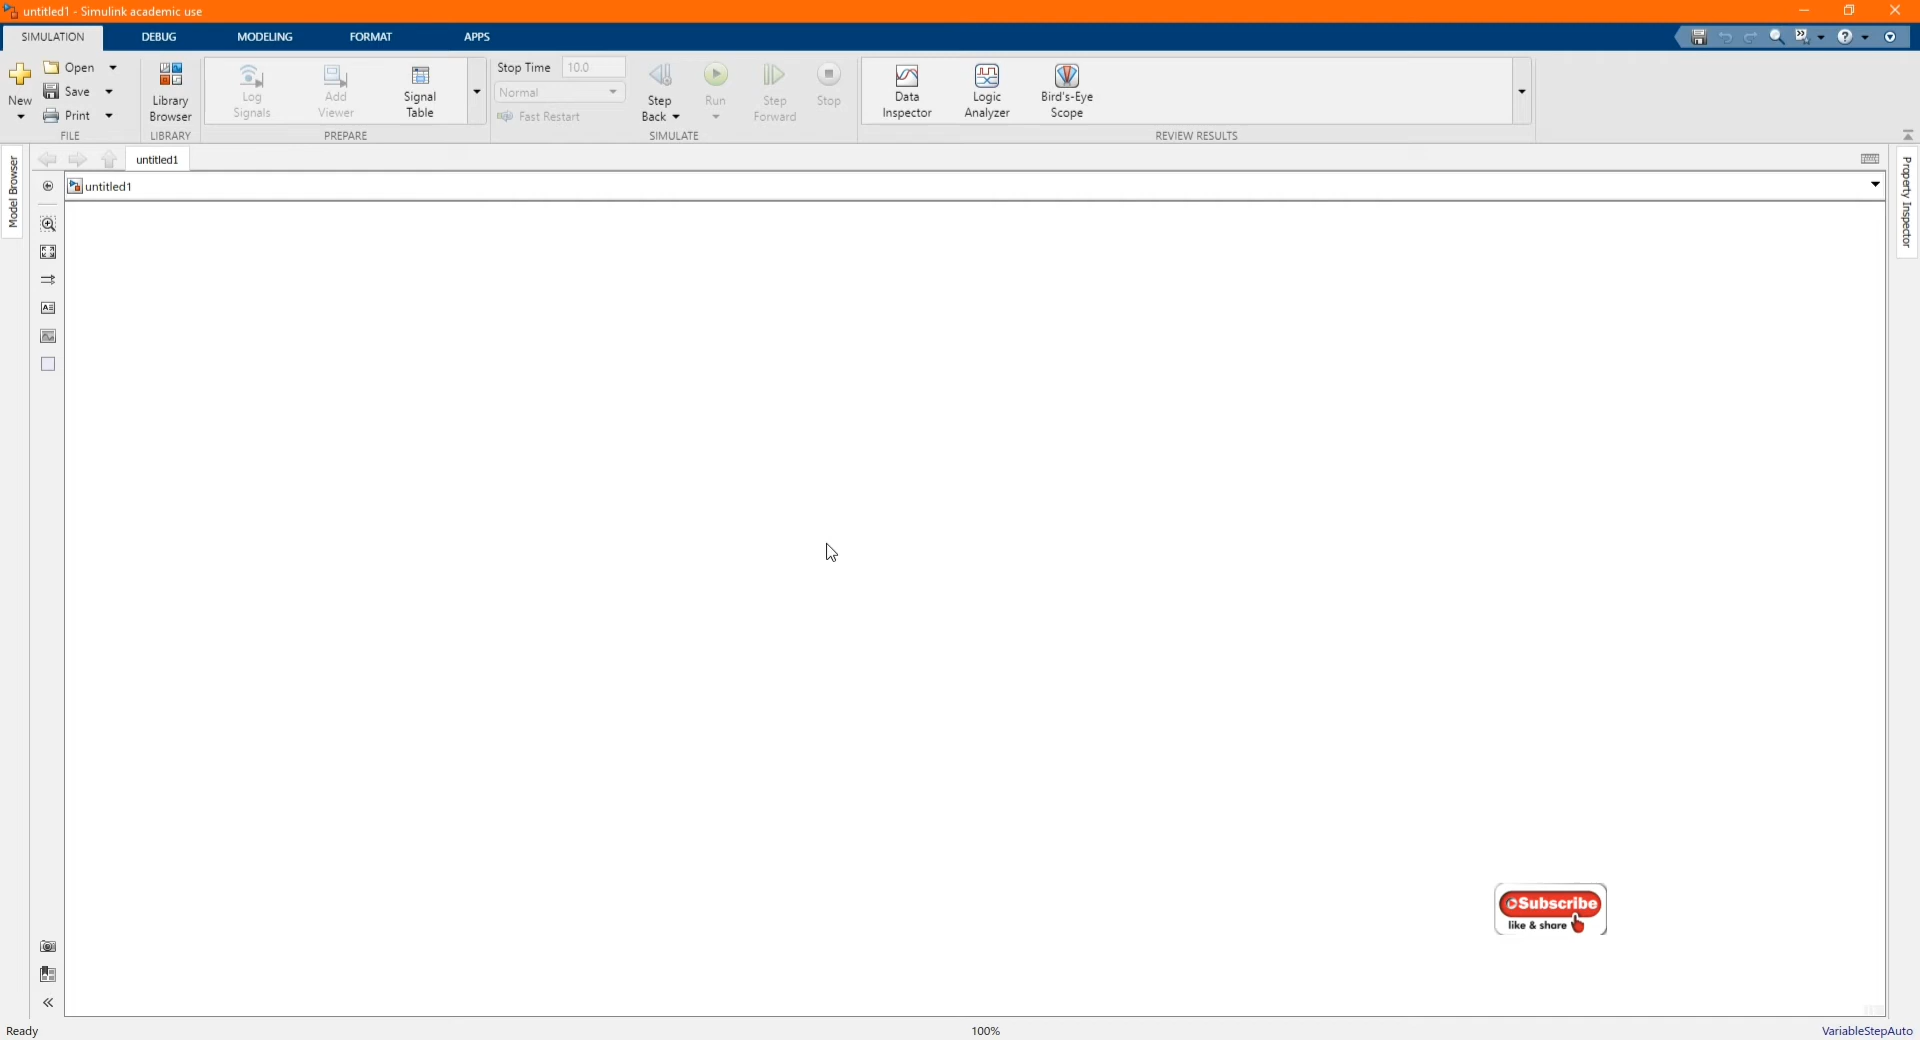 untitled1 - Simulink academic use
SIMULATION DEBUG MODELING FORMAT APPS
New
Open
Save
Print
FILE
Library
Browser
LIBRARY
Log
Signals
Add
Viewer
Signal
Table
PREPARE
Stop Time 10.0
Normal
Fast Restart
Step
Back
Run
Step
Forward
Stop
SIMULATE
Data
Inspector
Logic
Analyzer
Bird's-Eye
Scope
REVIEW RESULTS
Model Browser
untitled1
untitled1
Property Inspector
Subscribe
like & share
Ready
100%
VariableStepAuto